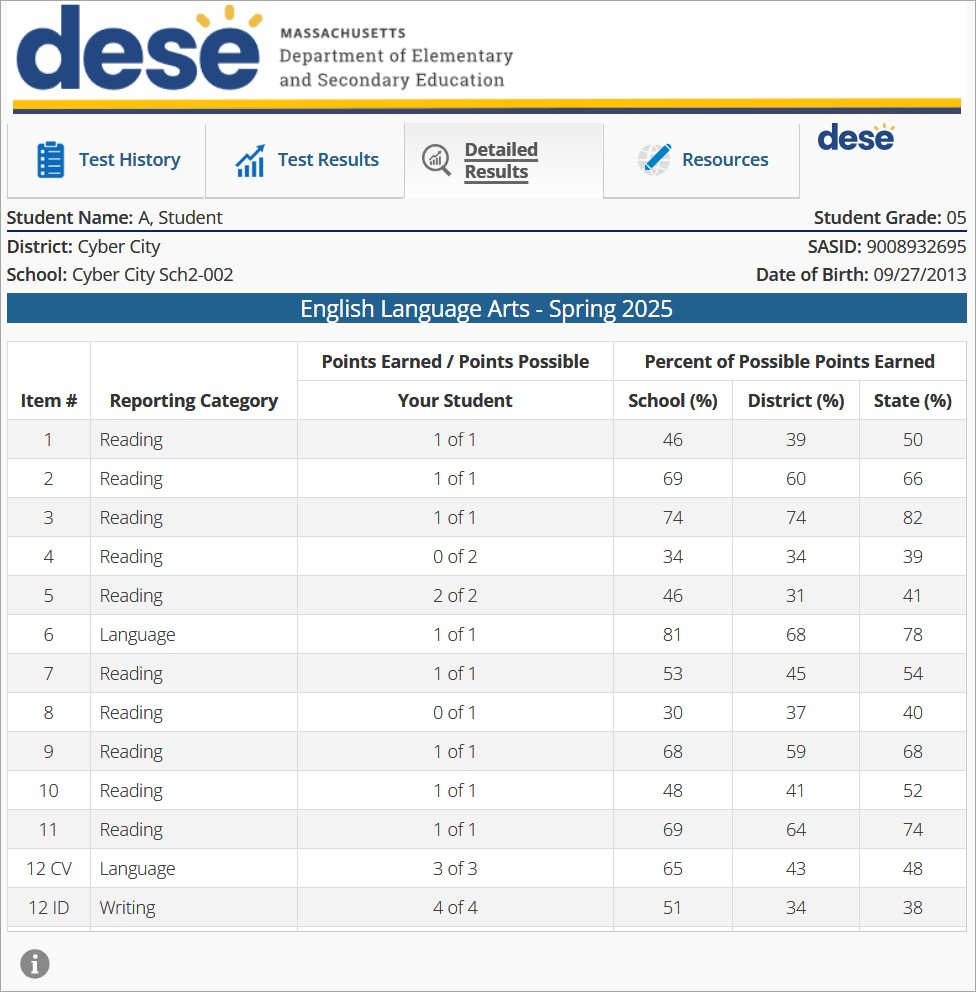 dese
MASSACHUSETTS
Department of Elementary
and Secondary Education
Test History
Test Results
Detailed
Results
Resources
dese
Student Name: A, Student Student Grade: 05
District: Cyber City SASID: 9008932695
School: Cyber City Sch2-002 Date of Birth: 09/27/2013
English Language Arts - Spring 2025
Points Earned / Points Possible Percent of Possible Points Earned
Item # Reporting Category Your Student School (%) District (%) State (%)
1 Reading 1 of 1 46 39 50
2 Reading 1 of 1 69 60 66
3 Reading 1 of 1 74 74 82
4 Reading 0 of 2 34 34 39
5 Reading 2 of 2 46 31 41
6 Language 1 of 1 81 68 78
7 Reading 1 of 1 53 45 54
8 Reading 0 of 1 30 37 40
9 Reading 1 of 1 68 59 68
10 Reading 1 of 1 48 41 52
11 Reading 1 of 1 69 64 74
12 CV Language 3 of 3 65 43 48
12 ID Writing 4 of 4 51 34 38